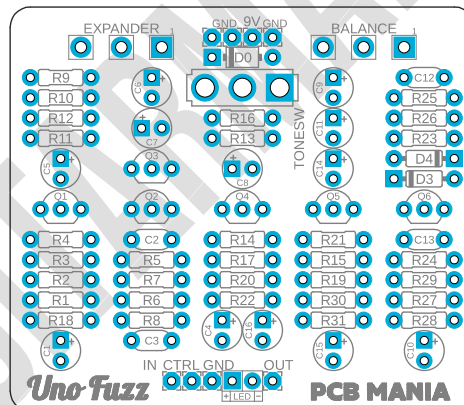 GND 9V GND
EXPANDER 1 BALANCE 1
D0
R9 C6 + C9 + C12
R10 R25
R12 R16 C11 + R26
R11 + C7 R13 TONESW R23
C5 + Q3 + C8 C14 + D4
D3
Q1 Q2 Q4 Q5 Q6
R4 C2 R14 R21 C13
R3 R5 R17 R15 R24
R2 R7 R20 R19 R29
R1 R6 R22 R30 R27
R18 R8 C4 + C16 + R31 R28
C1 + C3 C15 + C10 +
IN CTRL GND OUT
+ LED -
Uno Fuzz PCB MANIA